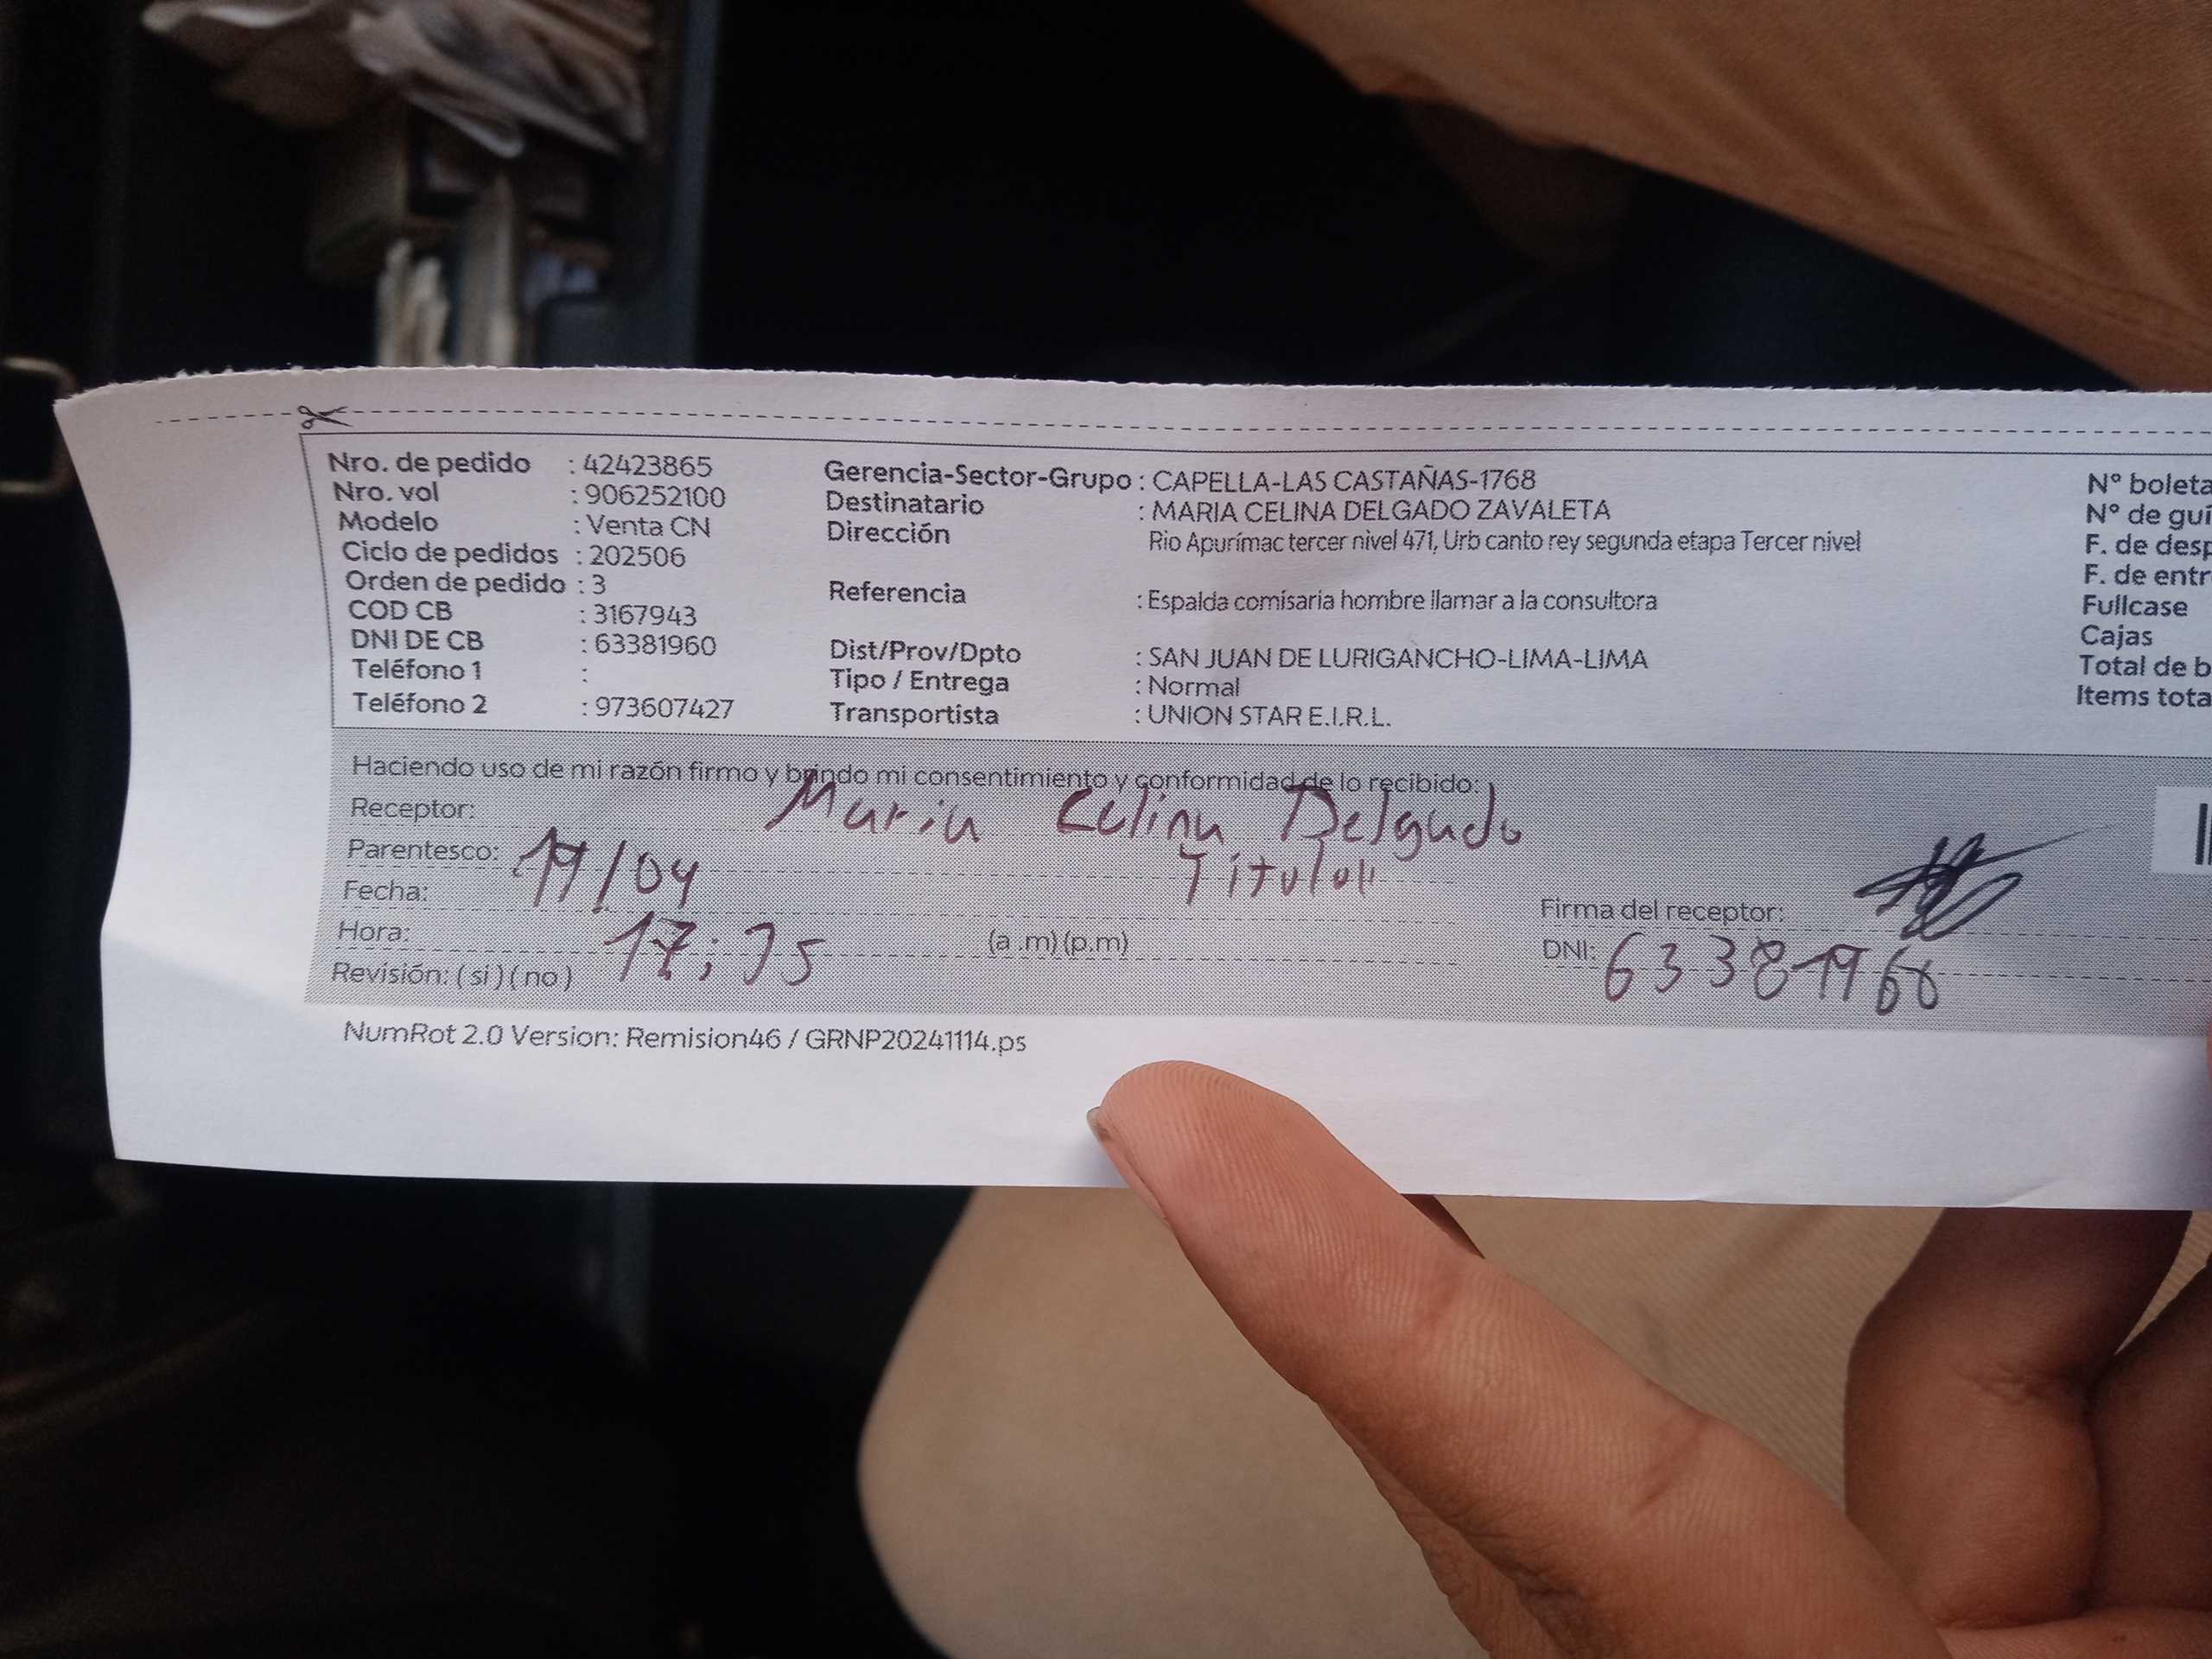 Nro. de pedido : 42423865
Nro. vol : 906252100
Modelo : Venta CN
Ciclo de pedidos : 202506
Orden de pedido : 3
COD CB : 3167943
DNI DE CB : 63381960
Teléfono 1 :
Teléfono 2 : 973607427
Gerencia-Sector-Grupo : CAPELLA-LAS CASTAÑAS-1768
Destinatario : MARIA CELINA DELGADO ZAVALETA
Dirección Rio Apurímac tercer nivel 471, Urb canto rey segunda etapa Tercer nivel
Referencia : Espalda comisaria hombre llamar a la consultora
Dist/Prov/Dpto : SAN JUAN DE LURIGANCHO-LIMA-LIMA
Tipo / Entrega : Normal
Transportista : UNION STAR E.I.R.L.
N° boleta
N° de guí
F. de desp
F. de entr
Fullcase
Cajas
Total de b
Items tota
Haciendo uso de mi razón firmo y brindo mi consentimiento y conformidad de lo recibido:
Receptor: Maria Celina Delgado
Parentesco: Titular
Fecha: 19/04
Hora: (a .m) (p.m)
Revisión: ( si ) ( no )
Firma del receptor:
DNI: 63381960
NumRot 2.0 Version: Remision46 / GRNP20241114.ps